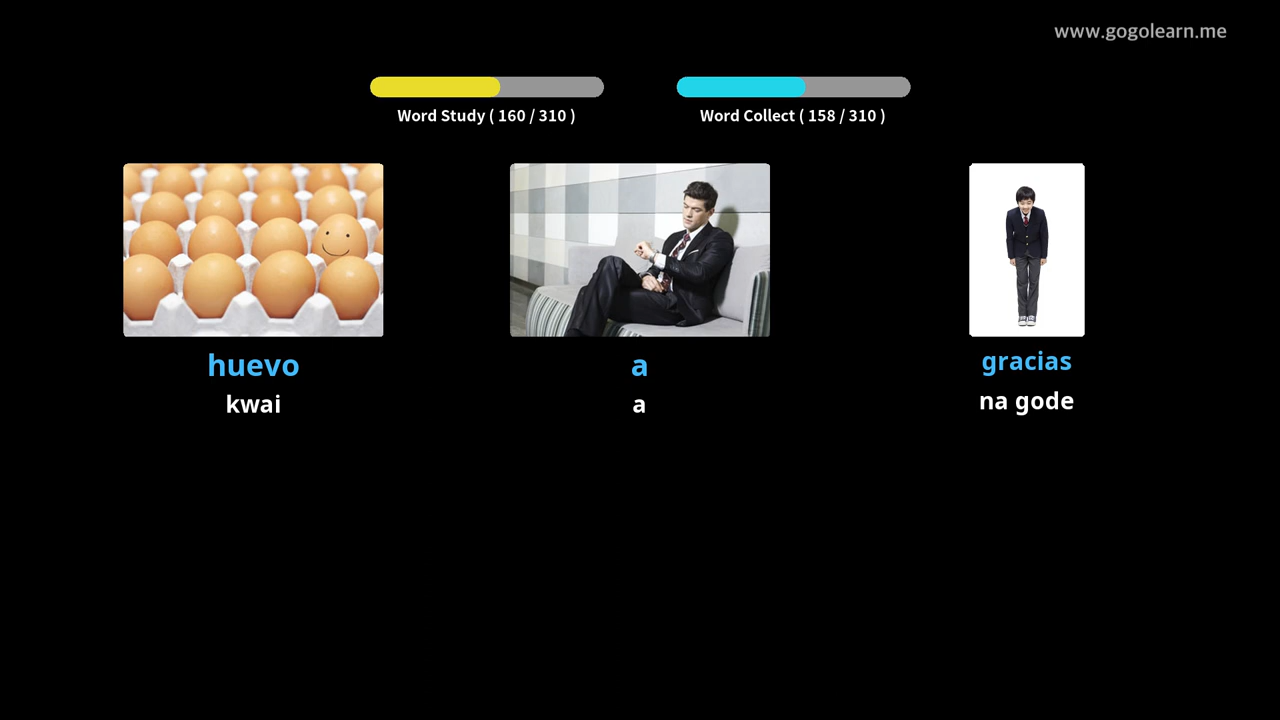 www.gogolearn.me
Word Study ( 160 / 310 )
Word Collect ( 158 / 310 )
huevo
kwai
a
a
gracias
na gode